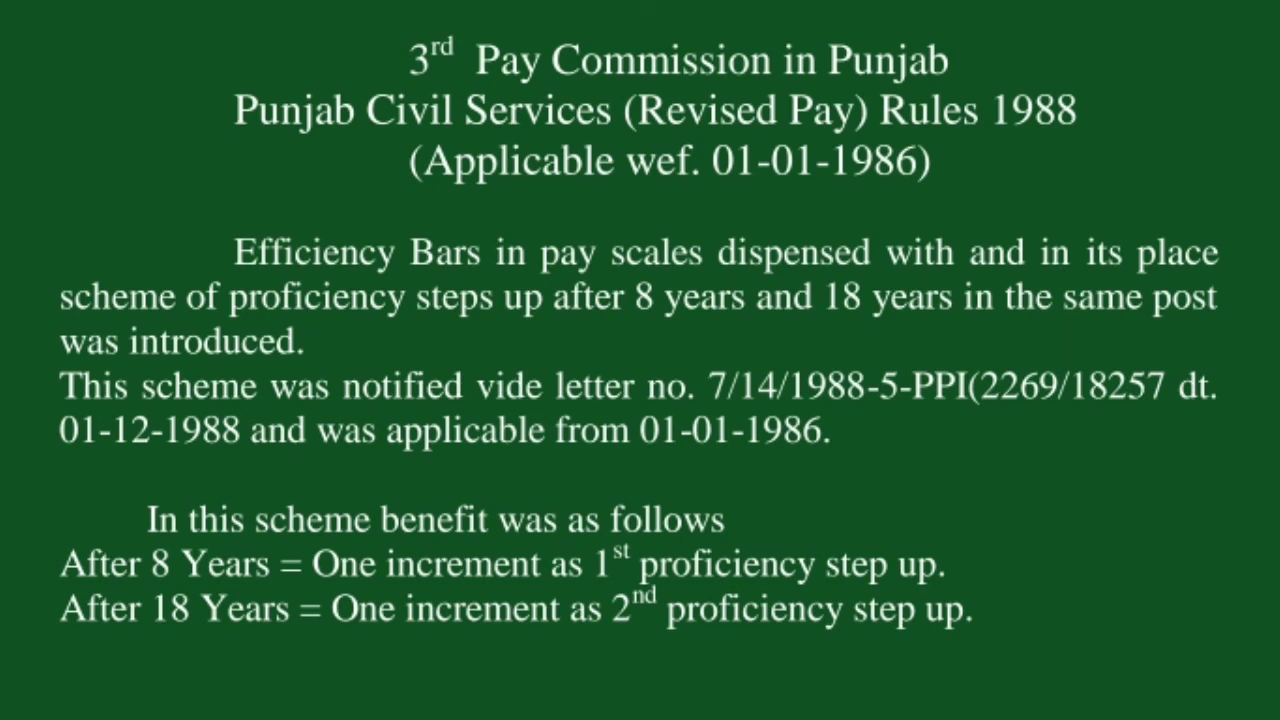 3rd Pay Commission in Punjab
Punjab Civil Services (Revised Pay) Rules 1988
(Applicable wef. 01-01-1986)
Efficiency Bars in pay scales dispensed with and in its place
scheme of proficiency steps up after 8 years and 18 years in the same post
was introduced.
This scheme was notified vide letter no. 7/14/1988-5-PPI(2269/18257 dt.
01-12-1988 and was applicable from 01-01-1986.
In this scheme benefit was as follows
After 8 Years = One increment as 1st proficiency step up.
After 18 Years = One increment as 2nd proficiency step up.